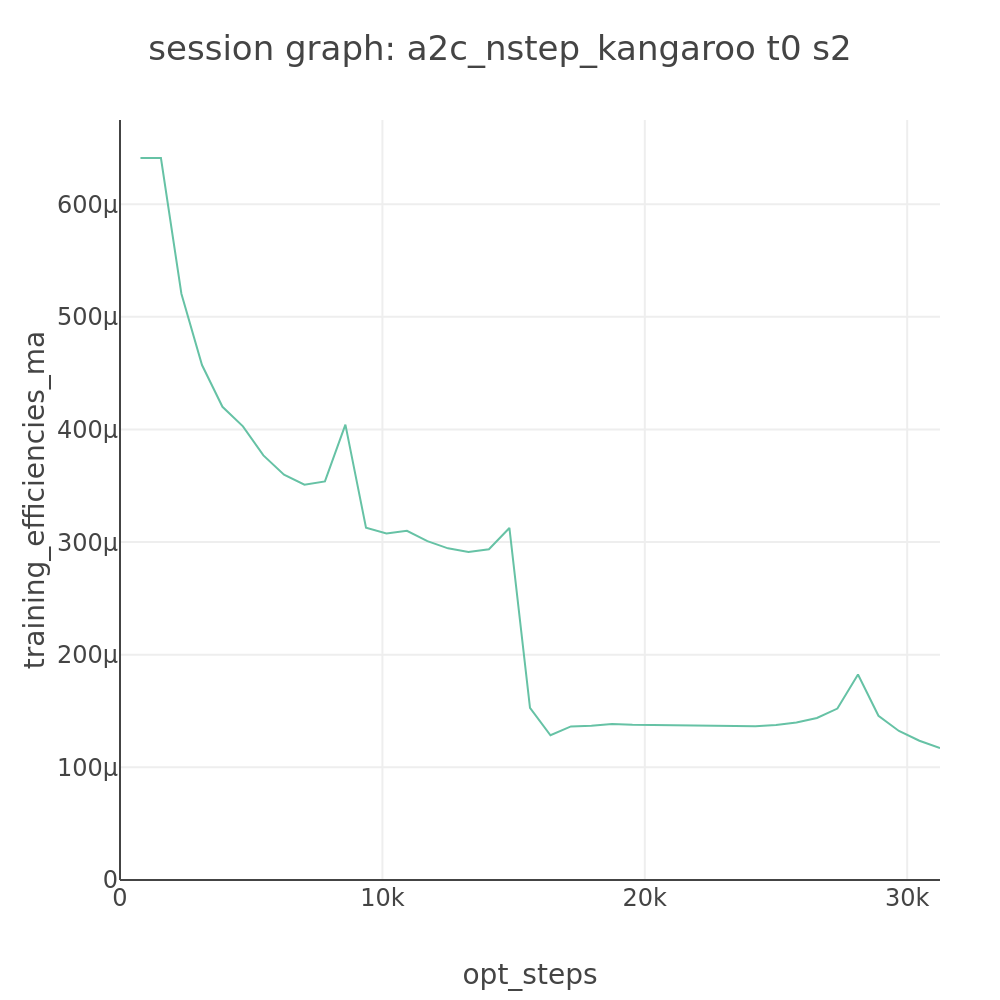 session graph: a2c_nstep_kangaroo t0 s2
training_efficiencies_ma
600μ
500μ
400μ
300μ
200μ
100μ
0
0
10k
20k
30k
opt_steps